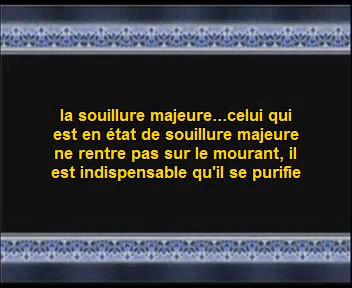 la souillure majeure...celui qui
est en état de souillure majeure
ne rentre pas sur le mourant, il
est indispensable qu'il se purifie